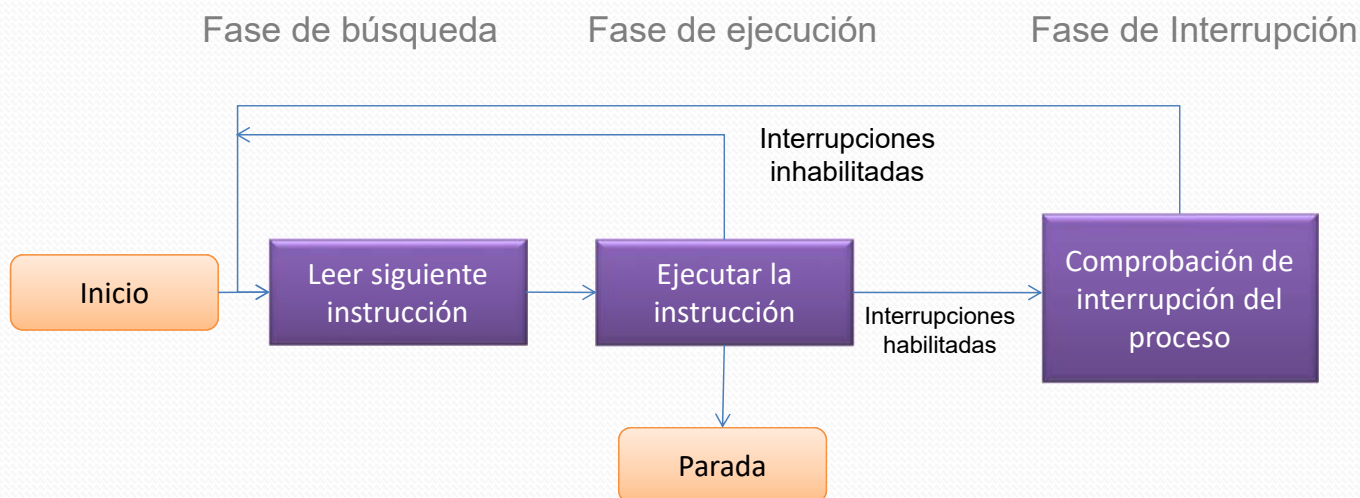 Fase de búsqueda
Fase de ejecución
Fase de Interrupción
Interrupciones
inhabilitadas
Inicio
Leer siguiente
instrucción
Ejecutar la
instrucción
Interrupciones
habilitadas
Comprobación de
interrupción del
proceso
Parada